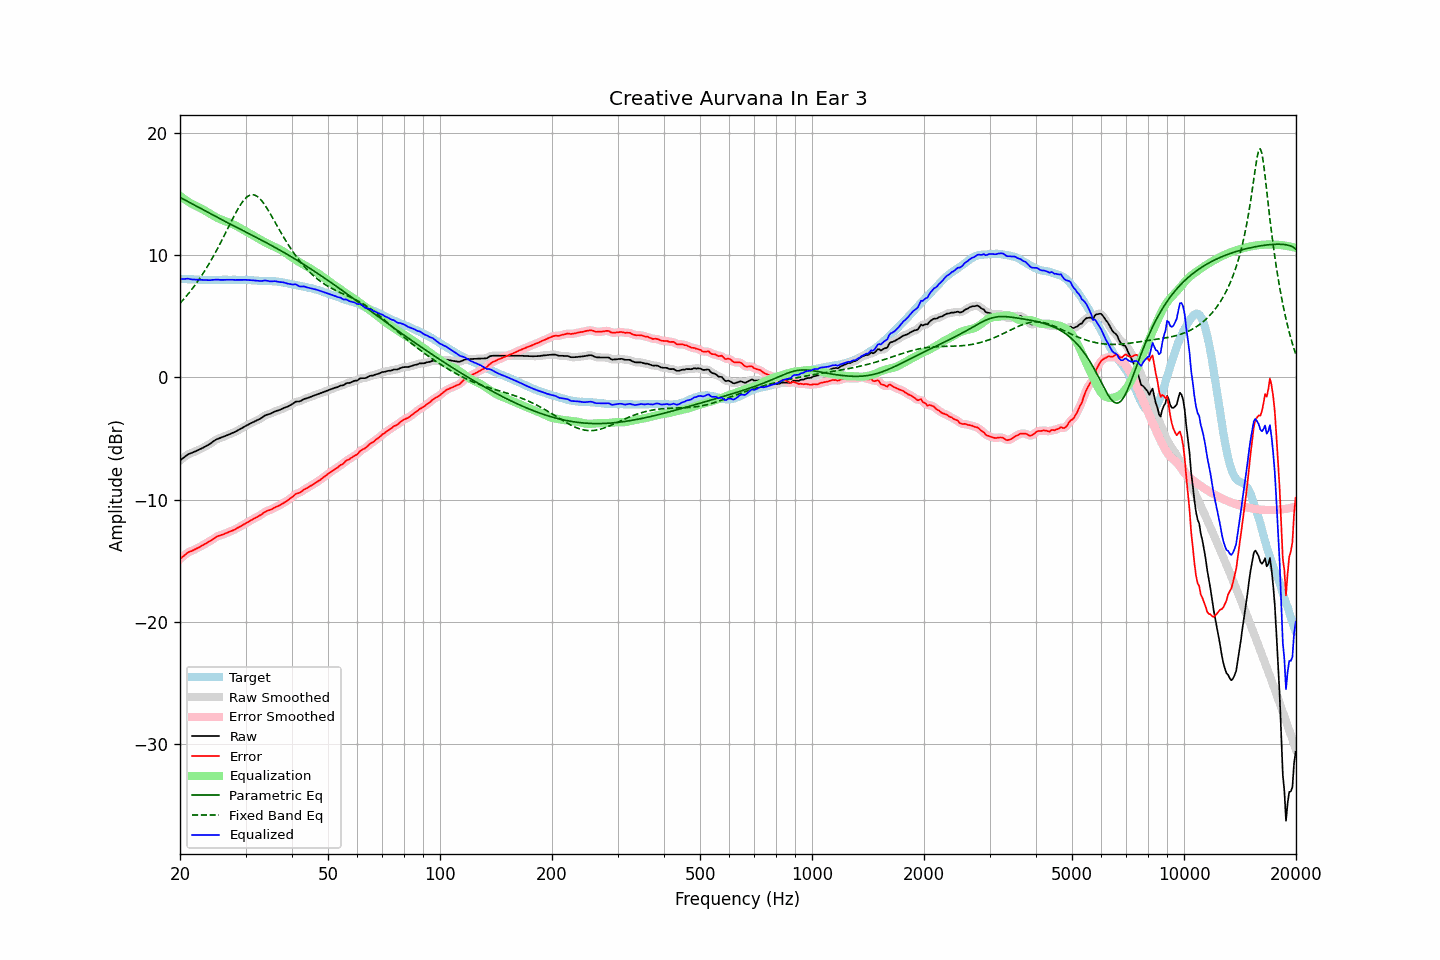 Creative Aurvana In Ear 3
Amplitude (dBr)
20
10
0
−10
−20
−30
Target
Raw Smoothed
Error Smoothed
Raw
Error
Equalization
Parametric Eq
Fixed Band Eq
Equalized
20 50 100 200 500 1000 2000 5000 10000 20000
Frequency (Hz)